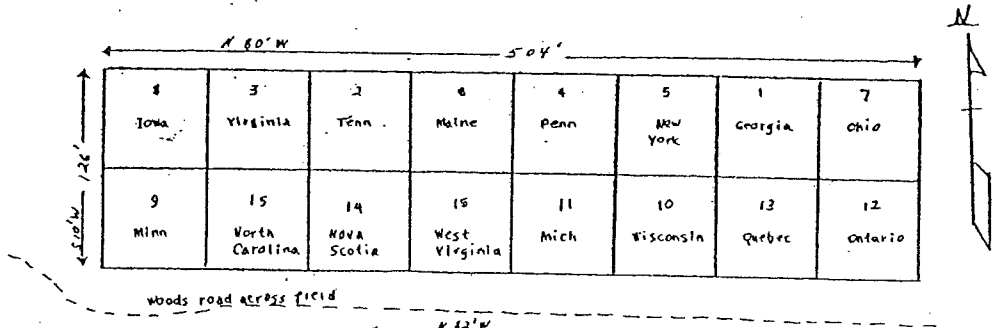 N
N 80° W 504'
8 3 2 6 4 5 1 7
Iowa Virginia Tenn Maine Penn New York Georgia Ohio
126'
S 10° W
9 15 14 15 11 10 13 12
Minn North Carolina Nova Scotia West Virginia Mich Wisconsin Quebec Ontario
woods road across field
N 82° W